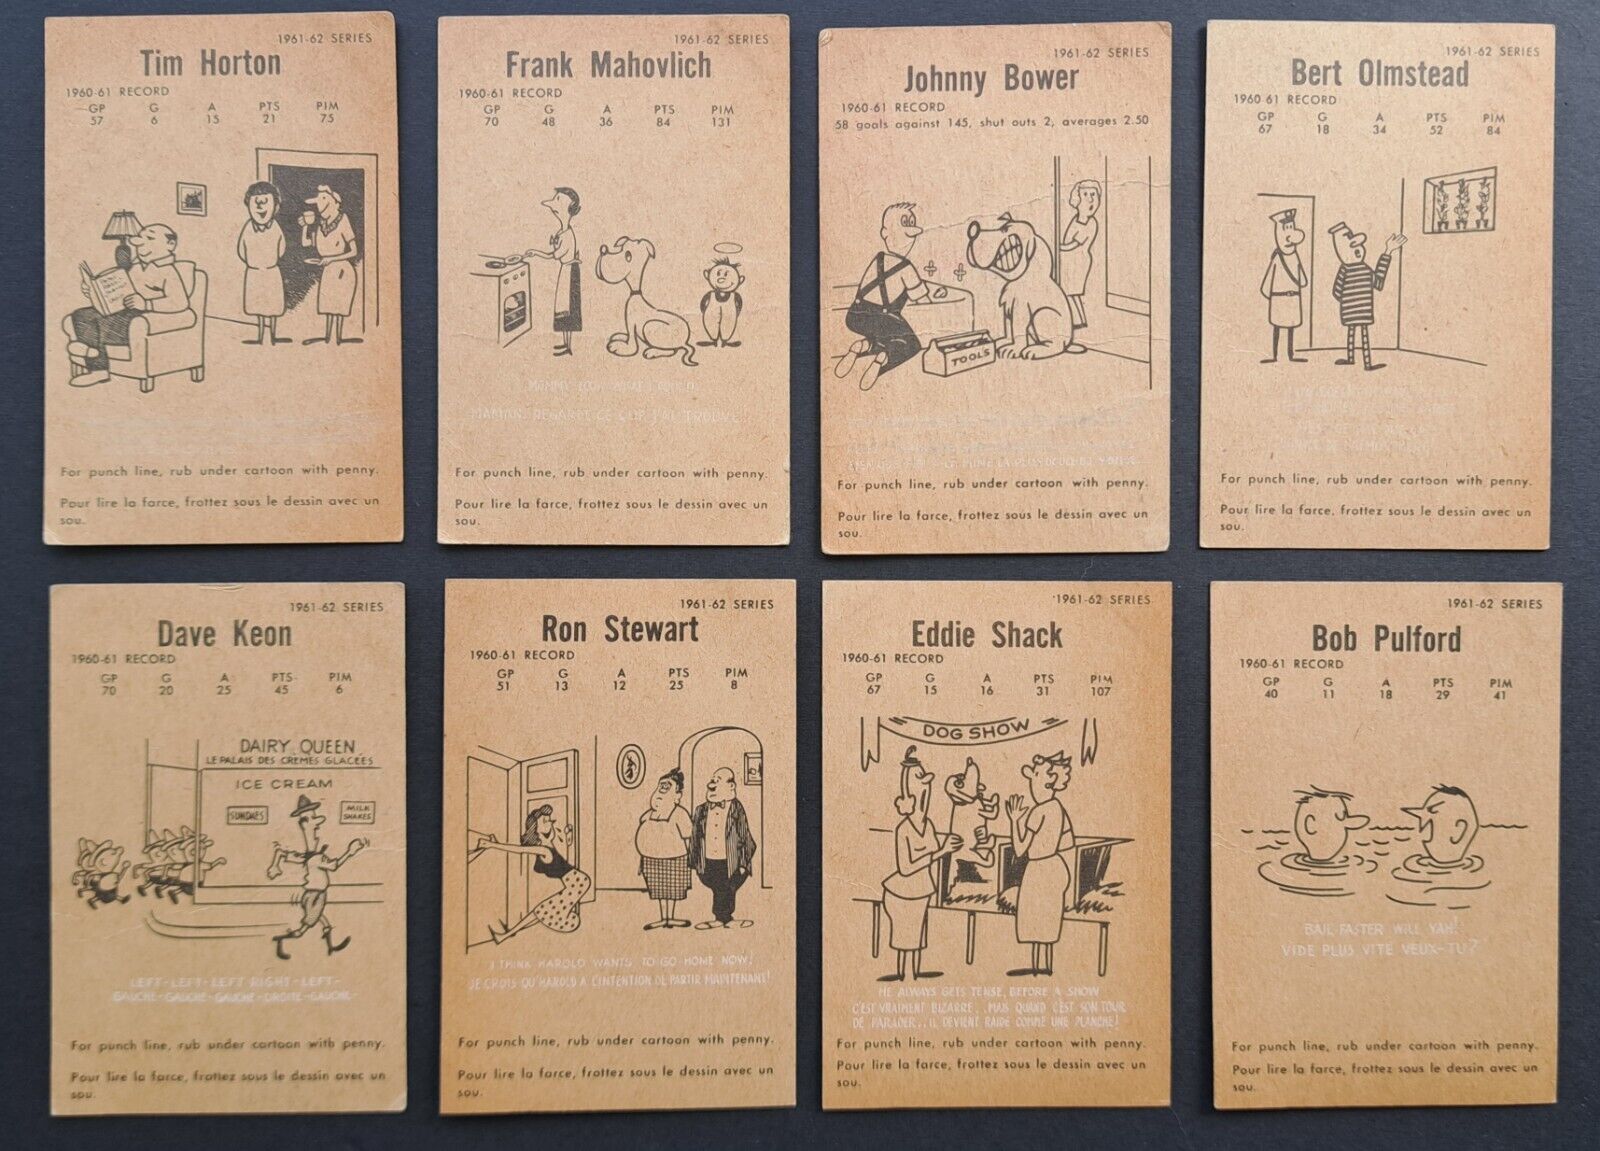 1961-62 SERIES
Tim Horton
1960-61 RECORD
GP G A PTS PIM
57 6 15 21 75
For punch line, rub under cartoon with penny.
Pour lire la farce, frottez sous le dessin avec un
sou.
1961-62 SERIES
Frank Mahovlich
1960-61 RECORD
GP G A PTS PIM
70 48 36 84 131
MOMMY LOOK WHAT I
MAMAN, REGARDE CE QUE J'AI TROUVE
For punch line, rub under cartoon with penny.
Pour lire la farce, frottez sous le dessin avec un
sou.
1961-62 SERIES
Johnny Bower
1960-61 RECORD
58 goals against 145, shut outs 2, averages 2.50
TOOLS
For punch line, rub under cartoon with penny.
Pour lire la farce, frottez sous le dessin avec un
sou.
1961-62 SERIES
Bert Olmstead
1960-61 RECORD
GP G A PTS PIM
67 18 34 52 84
For punch line, rub under cartoon with penny.
Pour lire la farce, frottez sous le dessin avec un
sou.
1961-62 SERIES
Dave Keon
1960-61 RECORD
GP G A PTS PIM
70 20 25 45 6
DAIRY QUEEN
LE PALAIS DES CREMES GLACÉES
ICE CREAM
SUNDAES
MILK
SHAKES
LEFT-LEFT-LEFT RIGHT-LEFT-
GAUCHE-GAUCHE-GAUCHE-DROITE-GAUCHE-
For punch line, rub under cartoon with penny.
Pour lire la farce, frottez sous le dessin avec un
sou.
1961-62 SERIES
Ron Stewart
1960-61 RECORD
GP G A PTS PIM
51 13 12 25 8
I THINK HAROLD WANTS TO GO HOME NOW!
JE CROIS QU'HAROLD A L'INTENTION DE PARTIR MAINTENANT!
For punch line, rub under cartoon with penny.
Pour lire la farce, frottez sous le dessin avec un
sou.
1961-62 SERIES
Eddie Shack
1960-61 RECORD
GP G A PTS PIM
67 15 16 31 107
DOG SHOW
HE ALWAYS GETS TENSE, BEFORE A SHOW
C'EST VRAIMENT BIZARRE.. MAIS QUAND C'EST SON TOUR
DE PARADER...IL DEVIENT RAIDE COMME UNE PLANCHE!
For punch line, rub under cartoon with penny.
Pour lire la farce, frottez sous le dessin avec un
sou.
1961-62 SERIES
Bob Pulford
1960-61 RECORD
GP G A PTS PIM
40 11 18 29 41
BAIL FASTER WILL YAH!
VIDE PLUS VITE VEUX-TU?
For punch line, rub under cartoon with penny.
Pour lire la farce, frottez sous le dessin avec un
sou.